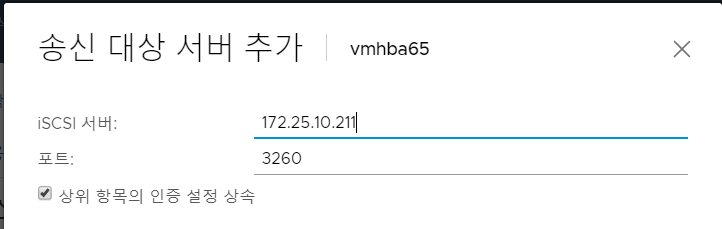 송신 대상 서버 추가 vmhba65
iSCSI 서버: 172.25.10.211
포트: 3260
상위 항목의 인증 설정 상속